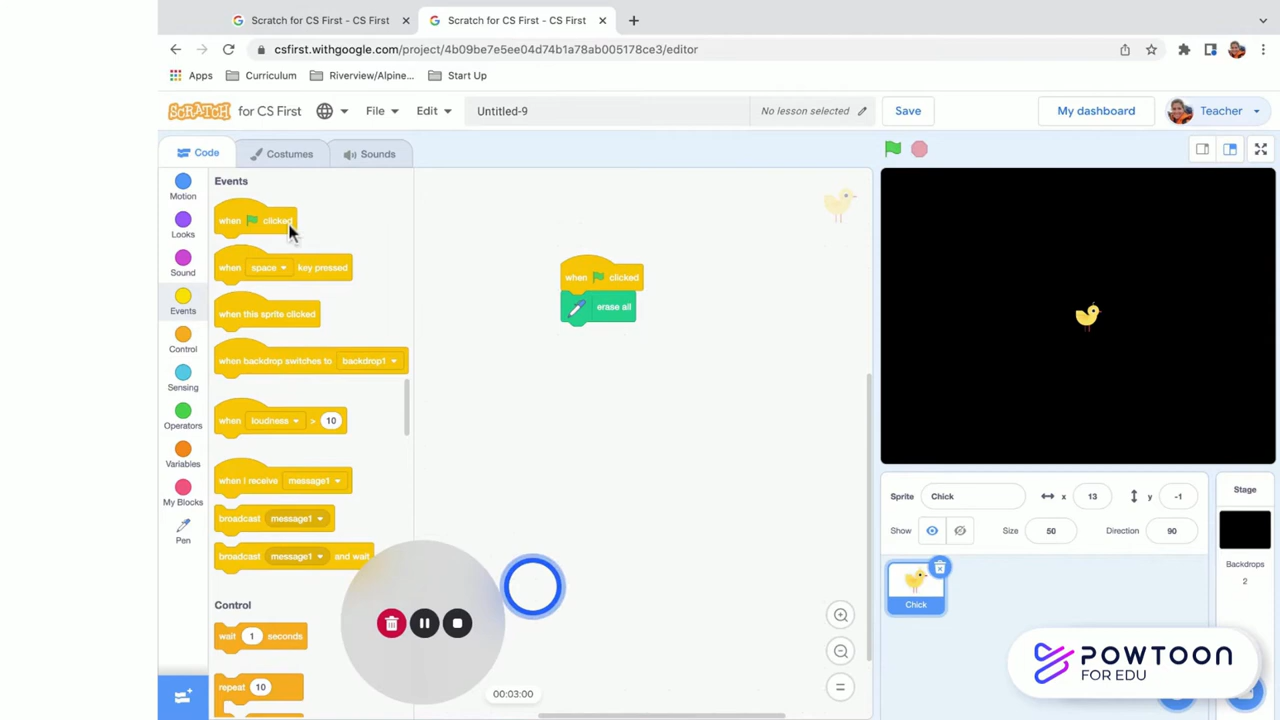 Scratch for CS First - CS First
Scratch for CS First - CS First
csfirst.withgoogle.com/project/4b09be7e5ee04d74b1a78ab005178ce3/editor
Apps
Curriculum
Riverview/Alpine...
Start Up
SCRATCH for CS First
File
Edit
Untitled-9
No lesson selected
Save
My dashboard
Teacher
Code
Costumes
Sounds
Motion
Looks
Sound
Events
Control
Sensing
Operators
Variables
My Blocks
Pen
Events
when clicked
when space key pressed
when this sprite clicked
when backdrop switches to backdrop1
when loudness > 10
when I receive message1
broadcast message1
broadcast message1 and wait
Control
wait 1 seconds
repeat 10
when clicked
erase all
00:03:00
Sprite Chick x 13 y -1
Show Size 50 Direction 90
Chick
Stage
Backdrops
2
POWTOON
FOR EDU